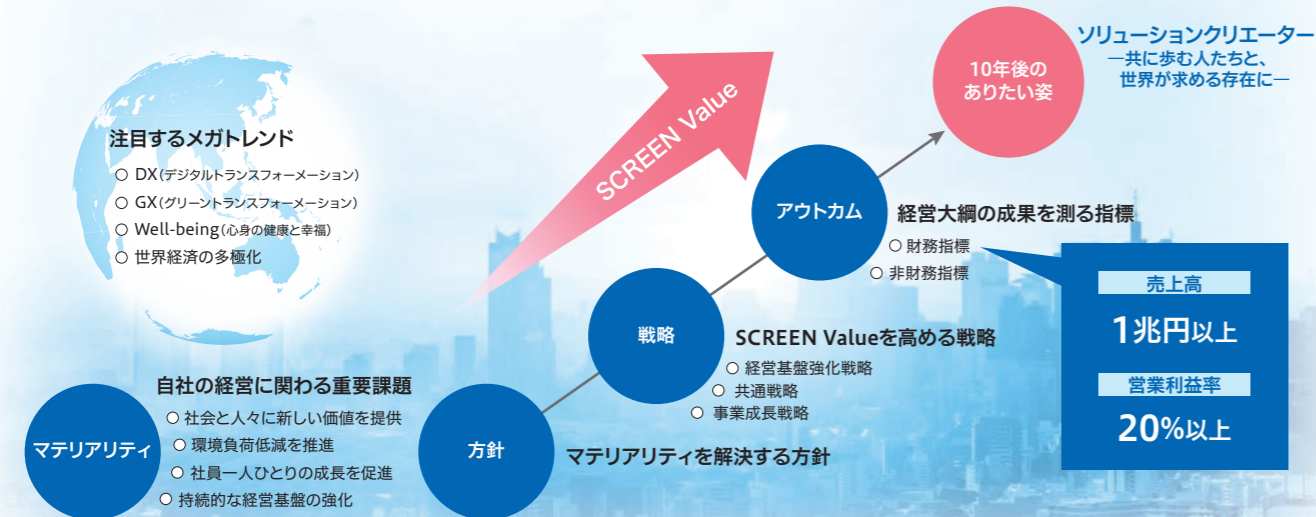 注目するメガトレンド
○ DX(デジタルトランスフォーメーション)
○ GX(グリーントランスフォーメーション)
○ Well-being(心身の健康と幸福)
○ 世界経済の多極化
マテリアリティ
自社の経営に関わる重要課題
○ 社会と人々に新しい価値を提供
○ 環境負荷低減を推進
○ 社員一人ひとりの成長を促進
○ 持続的な経営基盤の強化
方針
マテリアリティを解決する方針
戦略
SCREEN Valueを高める戦略
○ 経営基盤強化戦略
○ 共通戦略
○ 事業成長戦略
SCREEN Value
アウトカム
経営大綱の成果を測る指標
○ 財務指標
○ 非財務指標
売上高
1兆円以上
営業利益率
20%以上
10年後の
ありたい姿
ソリューションクリエーター
―共に歩む人たちと、
世界が求める存在に―